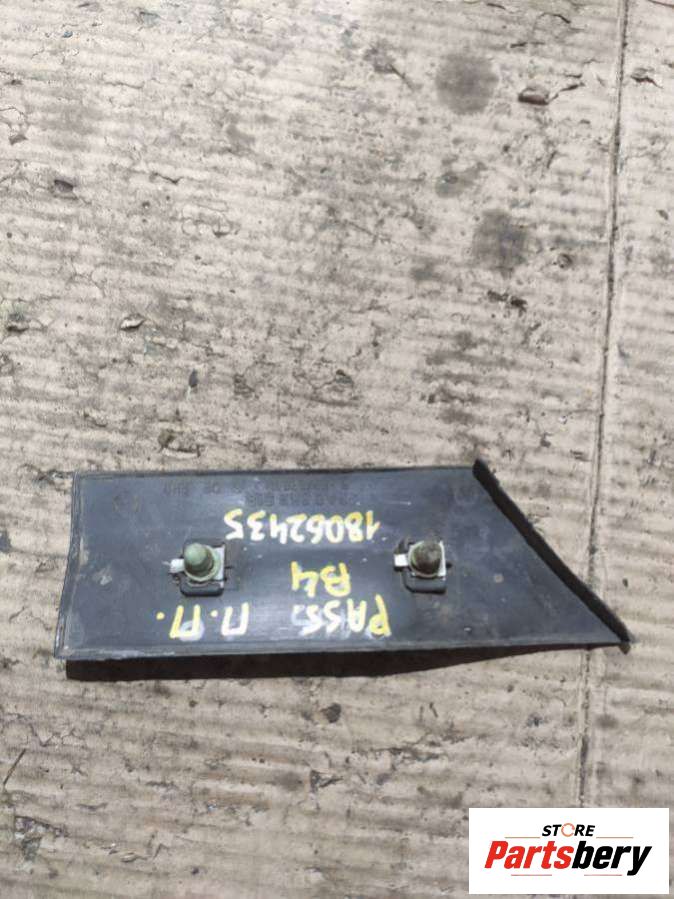 PASS П.П.
B4
18062435
STORE
Partsbery